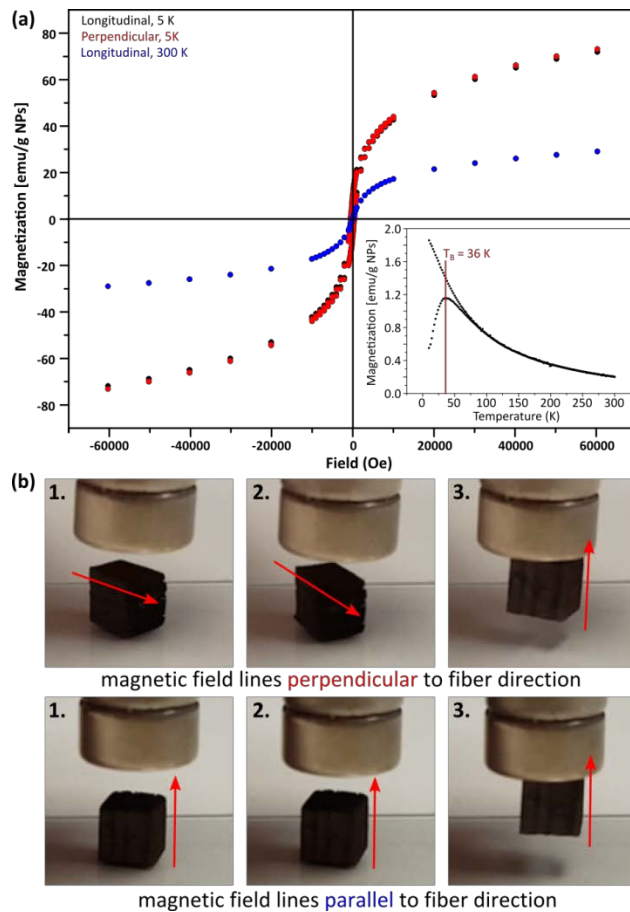 (a)
Longitudinal, 5 K
Perpendicular, 5K
Longitudinal, 300 K
Magnetization [emu/g NPs]
80
60
40
20
0
-20
-40
-60
-80
-60000 -40000 -20000 0 20000 40000 60000
Field (Oe)
Magnetization [emu/g NPs]
2.0
1.6
1.2
0.8
0.4
0.0
T_B = 36 K
0 50 100 150 200 250 300
Temperature (K)
(b)
1. 2. 3.
magnetic field lines perpendicular to fiber direction
1. 2. 3.
magnetic field lines parallel to fiber direction